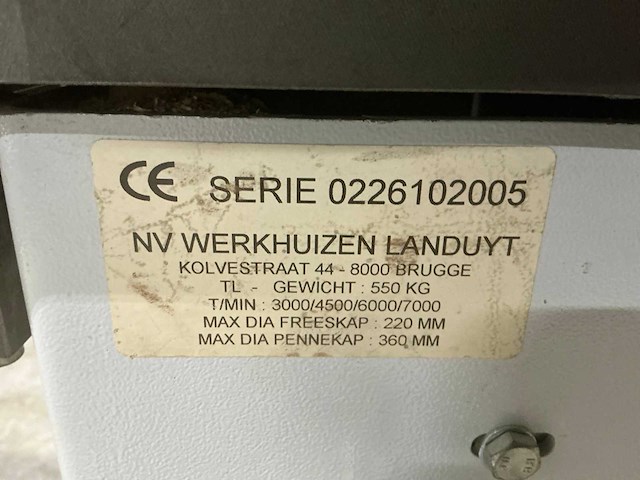 CE SERIE 0226102005
NV WERKHUIZEN LANDUYT
KOLVESTRAAT 44 - 8000 BRUGGE
TL - GEWICHT : 550 KG
T/MIN : 3000/4500/6000/7000
MAX DIA FREESKAP : 220 MM
MAX DIA PENNEKAP : 360 MM